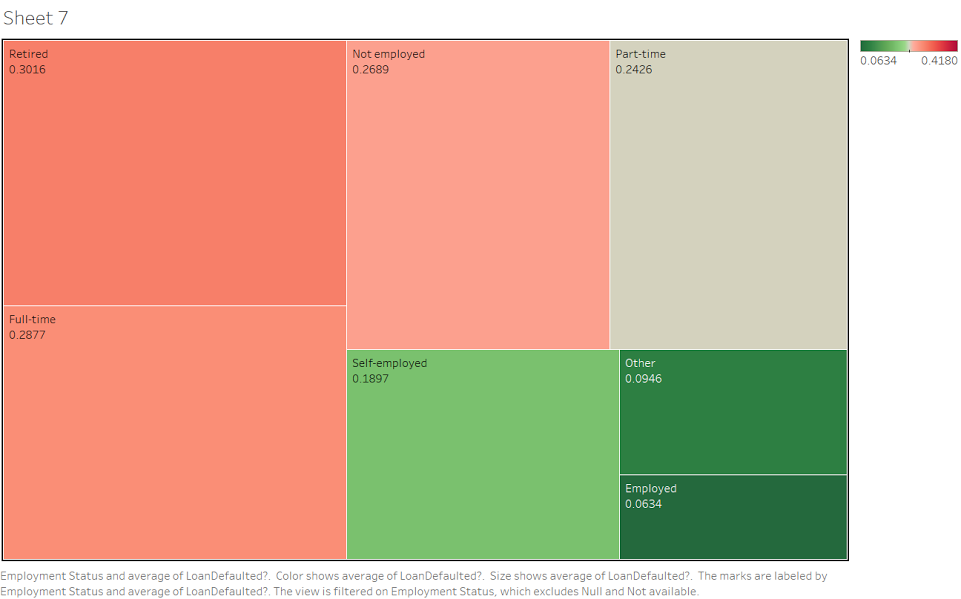 Sheet 7
Retired
0.3016
Not employed
0.2689
Part-time
0.2426
0.0634 0.4180
Full-time
0.2877
Self-employed
0.1897
Other
0.0946
Employed
0.0634
Employment Status and average of LoanDefaulted?. Color shows average of LoanDefaulted?. Size shows average of LoanDefaulted?. The marks are labeled by
Employment Status and average of LoanDefaulted?. The view is filtered on Employment Status, which excludes Null and Not available.